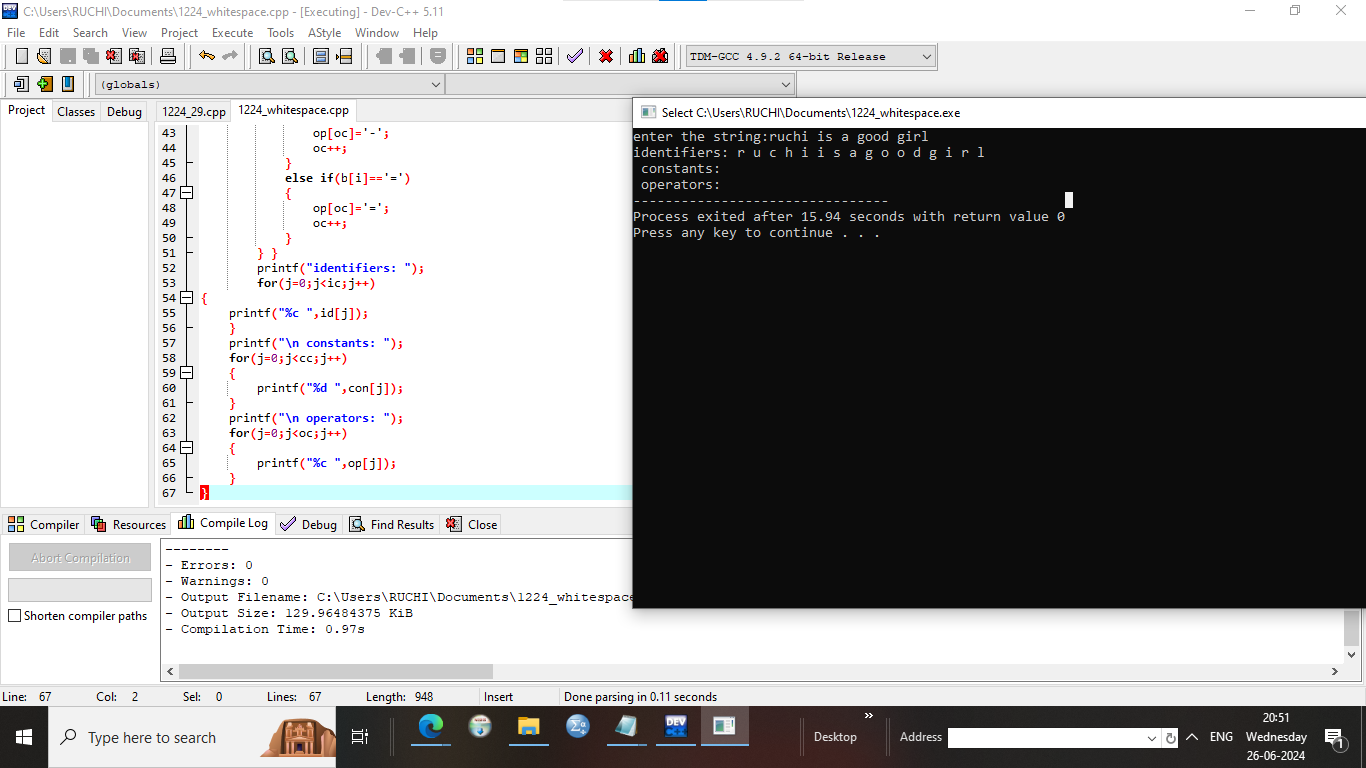 C:\Users\RUCHI\Documents\1224_whitespace.cpp - [Executing] - Dev-C++ 5.11
File Edit Search View Project Execute Tools AStyle Window Help
TDM-GCC 4.9.2 64-bit Release
(globals)
Project Classes Debug 1224_29.cpp 1224_whitespace.cpp
43 op[oc]='-';
44 oc++;
45 }
46 else if(b[i]=='=')
47 {
48 op[oc]='=';
49 oc++;
50 }
51 } }
52 printf("identifiers: ");
53 for(j=0;j<ic;j++)
54 {
55 printf("%c ",id[j]);
56 }
57 printf("\n constants: ");
58 for(j=0;j<cc;j++)
59 {
60 printf("%d ",con[j]);
61 }
62 printf("\n operators: ");
63 for(j=0;j<oc;j++)
64 {
65 printf("%c ",op[j]);
66 }
67 }
Select C:\Users\RUCHI\Documents\1224_whitespace.exe
enter the string:ruchi is a good girl
identifiers: r u c h i i s a g o o d g i r l
constants:
operators:
--------------------------------
Process exited after 15.94 seconds with return value 0
Press any key to continue . . .
Compiler Resources Compile Log Debug Find Results Close
Abort Compilation
Shorten compiler paths
--------
- Errors: 0
- Warnings: 0
- Output Filename: C:\Users\RUCHI\Documents\1224_whitespace
- Output Size: 129.96484375 KiB
- Compilation Time: 0.97s
Line: 67 Col: 2 Sel: 0 Lines: 67 Length: 948 Insert Done parsing in 0.11 seconds
Type here to search
DEV
Desktop
Address
ENG
20:51
Wednesday
26-06-2024
1